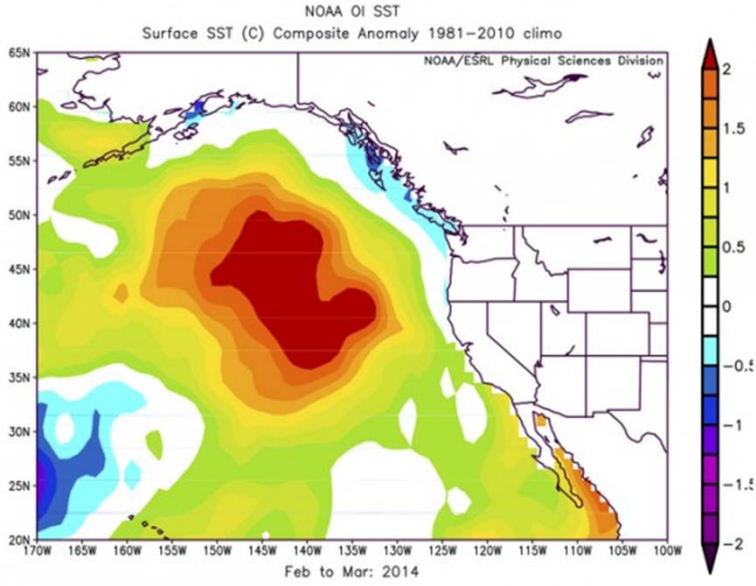 NOAA OI SST
Surface SST (C) Composite Anomaly 1981-2010 climo
NOAA/ESRL Physical Sciences Division
65N
60N
55N
50N
45N
40N
35N
30N
25N
20N
170W 165W 160W 155W 150W 145W 140W 135W 130W 125W 120W 115W 110W 105W 100W
Feb to Mar: 2014
2
1.5
1
0.5
0
-0.5
-1
-1.5
-2